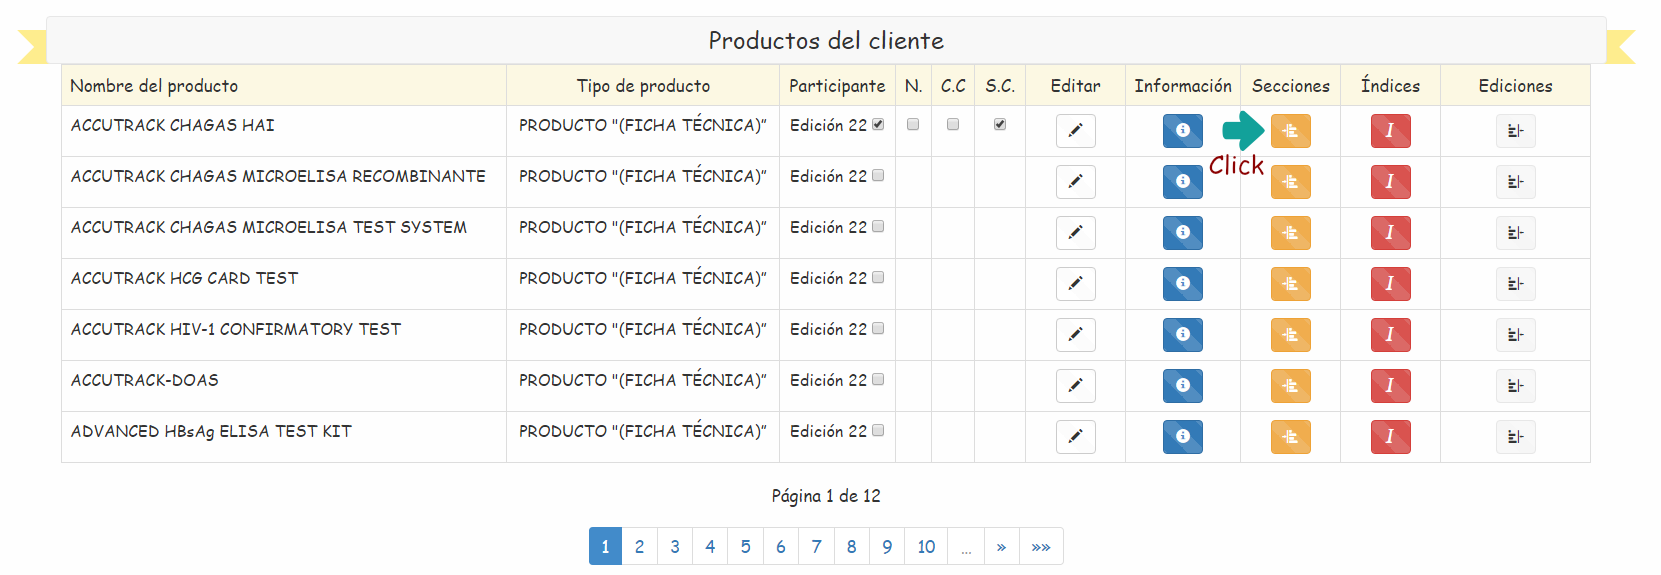 Productos del cliente
Nombre del producto Tipo de producto Participante N. C.C S.C. Editar Información Secciones Índices Ediciones
ACCUTRACK CHAGAS HAI PRODUCTO "(FICHA TÉCNICA)" Edición 22 I
Click
ACCUTRACK CHAGAS MICROELISA RECOMBINANTE PRODUCTO "(FICHA TÉCNICA)" Edición 22 I
ACCUTRACK CHAGAS MICROELISA TEST SYSTEM PRODUCTO "(FICHA TÉCNICA)" Edición 22 I
ACCUTRACK HCG CARD TEST PRODUCTO "(FICHA TÉCNICA)" Edición 22 I
ACCUTRACK HIV-1 CONFIRMATORY TEST PRODUCTO "(FICHA TÉCNICA)" Edición 22 I
ACCUTRACK-DOAS PRODUCTO "(FICHA TÉCNICA)" Edición 22 I
ADVANCED HBsAg ELISA TEST KIT PRODUCTO "(FICHA TÉCNICA)" Edición 22 I
Página 1 de 12
1 2 3 4 5 6 7 8 9 10 ... » »»